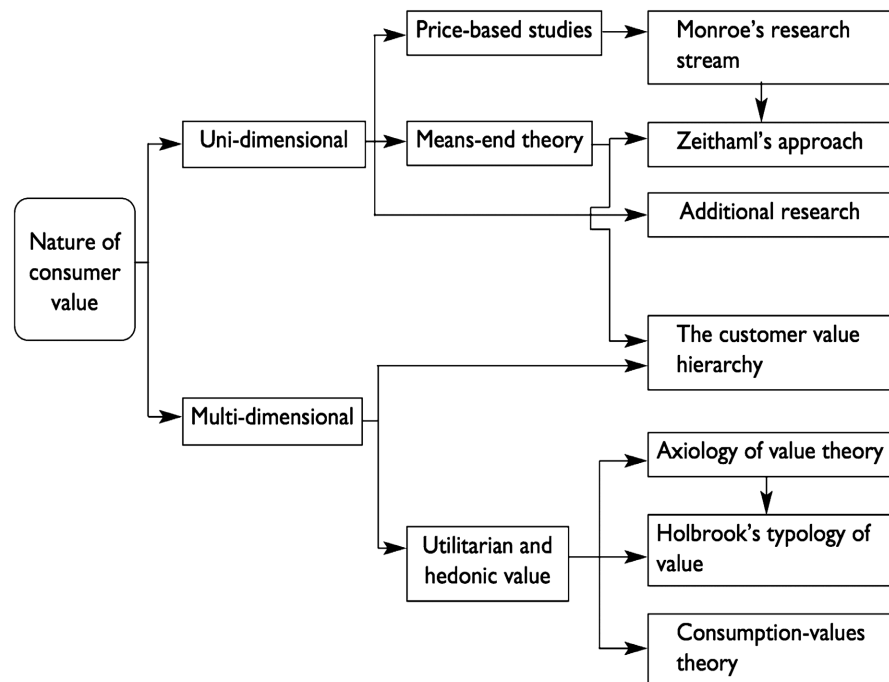 Price-based studies
Monroe's research
stream
Uni-dimensional
Means-end theory
Zeithaml's approach
Additional research
Nature of
consumer
value
The customer value
hierarchy
Multi-dimensional
Axiology of value theory
Utilitarian and
hedonic value
Holbrook's typology of
value
Consumption-values
theory